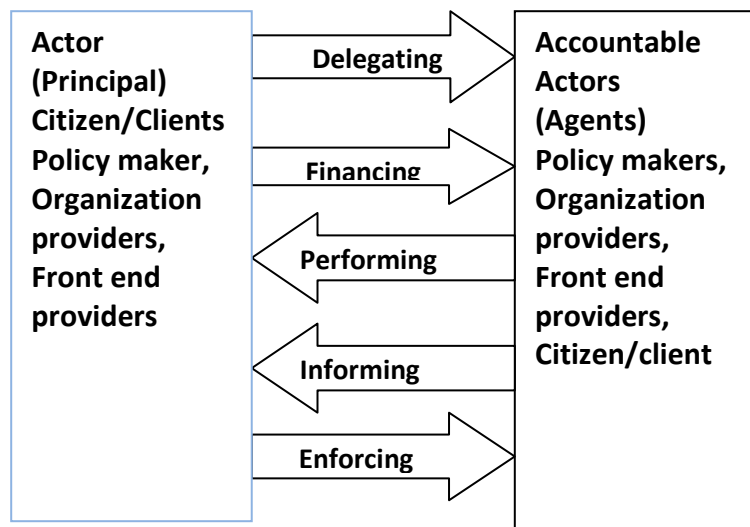 Actor
(Principal)
Citizen/Clients
Policy maker,
Organization
providers,
Front end
providers
Delegating
Financing
Performing
Informing
Enforcing
Accountable
Actors
(Agents)
Policy makers,
Organization
providers,
Front end
providers,
Citizen/client